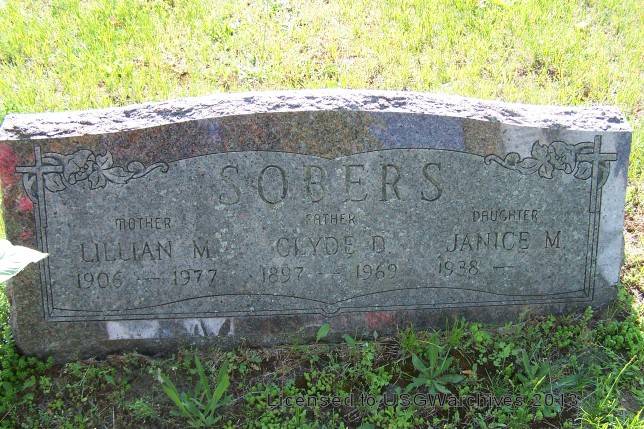 SOBERS
MOTHER FATHER DAUGHTER
LILLIAN M. CLYDE D. JANICE M.
1906 — 1977 1897 — 1969 1938 —
Licensed to USGWarchives 2013